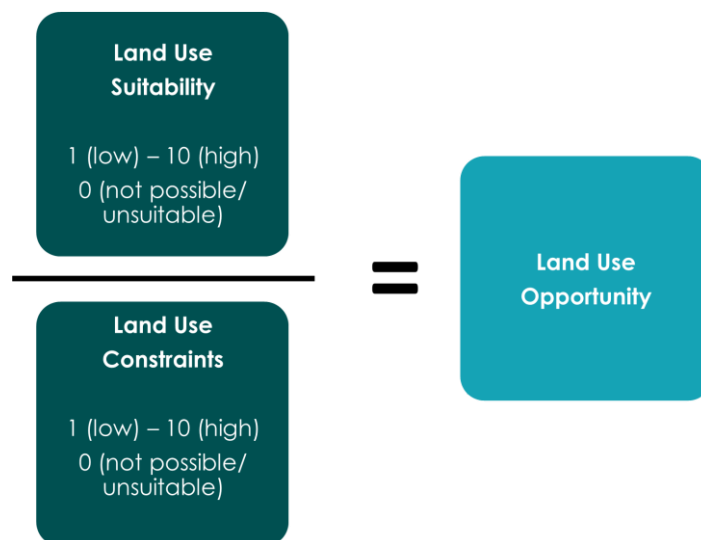 Land Use
Suitability
1 (low) – 10 (high)
0 (not possible/
unsuitable)
=
Land Use
Opportunity
Land Use
Constraints
1 (low) – 10 (high)
0 (not possible/
unsuitable)